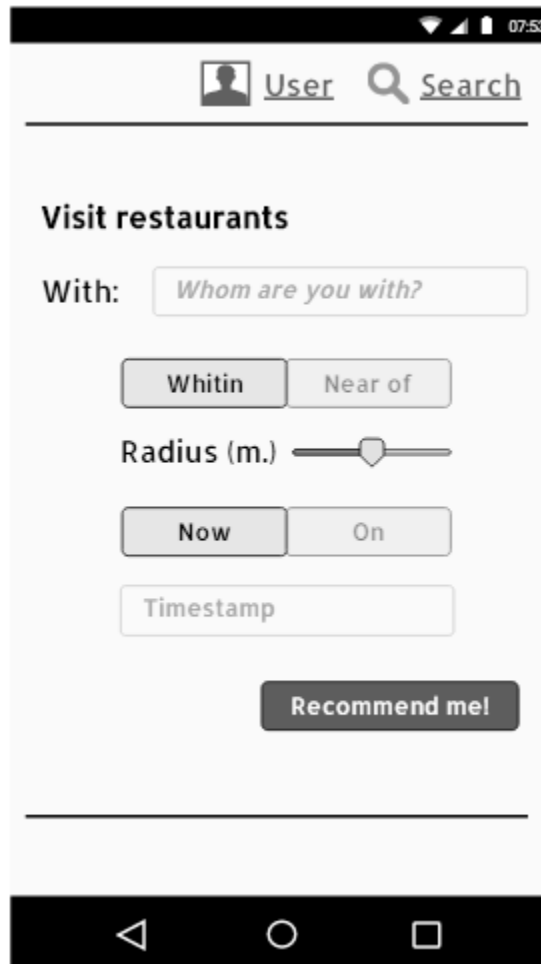 07:53
User Search
Visit restaurants
With: Whom are you with?
Whitin Near of
Radius (m.)
Now On
Timestamp
Recommend me!